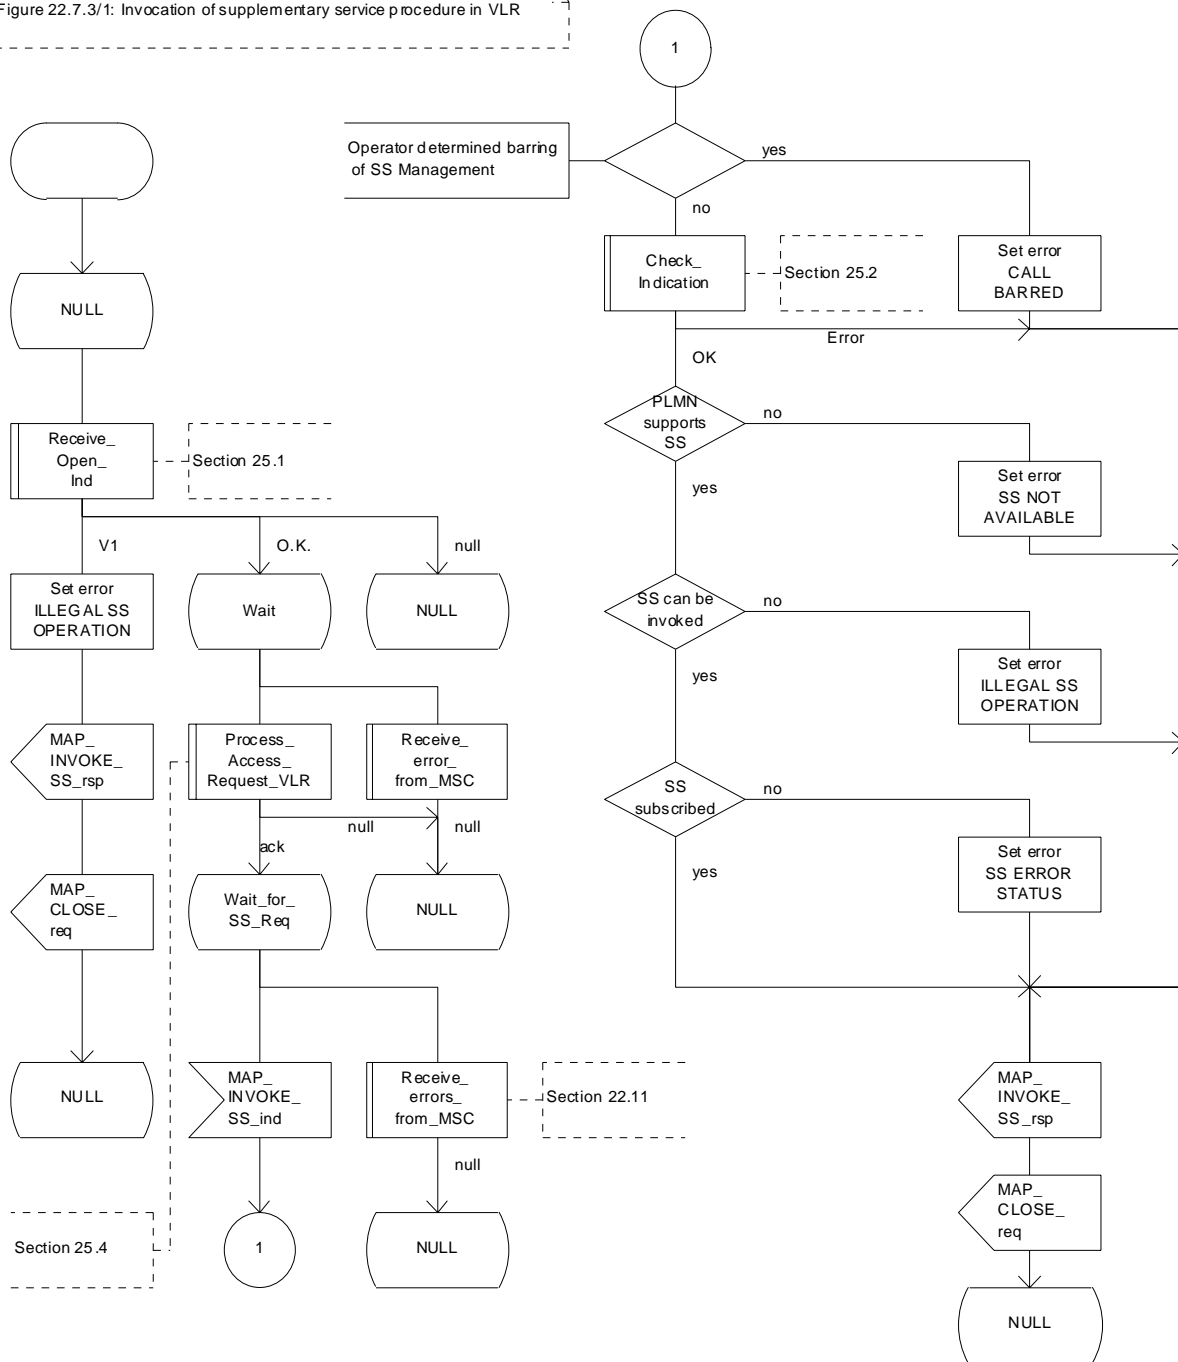 Figure 22.7.3/1: Invocation of supplementary service procedure in VLR
NULL
Receive_
Open_
Ind
Section 25.1
V1
O.K.
null
Set error
ILLEGAL SS
OPERATION
Wait
NULL
MAP_
INVOKE_
SS_rsp
Process_
Access_
Request_VLR
Receive_
error_
from_MSC
null
null
ack
MAP_
CLOSE_
req
Wait_for_
SS_Req
NULL
NULL
MAP_
INVOKE_
SS_ind
Receive_
errors_
from_MSC
Section 22.11
null
Section 25.4
1
NULL
1
Operator determined barring
of SS Management
yes
no
Check_
Indication
Section 25.2
Set error
CALL
BARRED
Error
OK
PLMN
supports
SS
no
yes
Set error
SS NOT
AVAILABLE
SS can be
invoked
no
yes
Set error
ILLEGAL SS
OPERATION
SS
subscribed
no
yes
Set error
SS ERROR
STATUS
MAP_
INVOKE_
SS_rsp
MAP_
CLOSE_
req
NULL